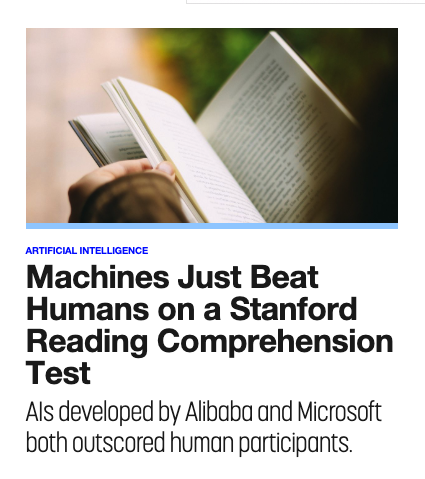 ARTIFICIAL INTELLIGENCE
Machines Just Beat
Humans on a Stanford
Reading Comprehension
Test
AIs developed by Alibaba and Microsoft
both outscored human participants.